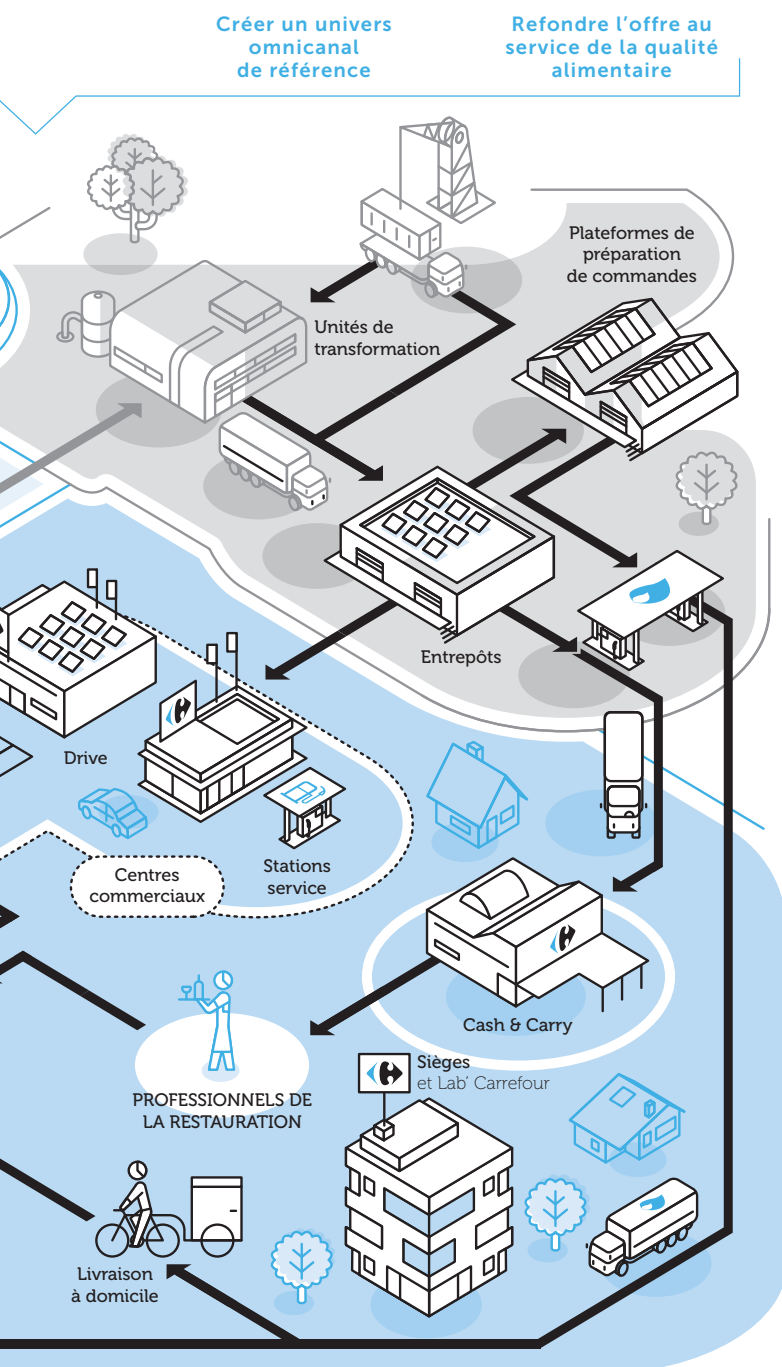 Créer un univers
omnicanal
de référence
Refondre l’offre au
service de la qualité
alimentaire
Plateformes de
préparation
de commandes
Unités de
transformation
Entrepôts
Drive
Centres
commerciaux
Stations
service
Cash & Carry
PROFESSIONNELS DE
LA RESTAURATION
Sièges
et Lab’ Carrefour
Livraison
à domicile